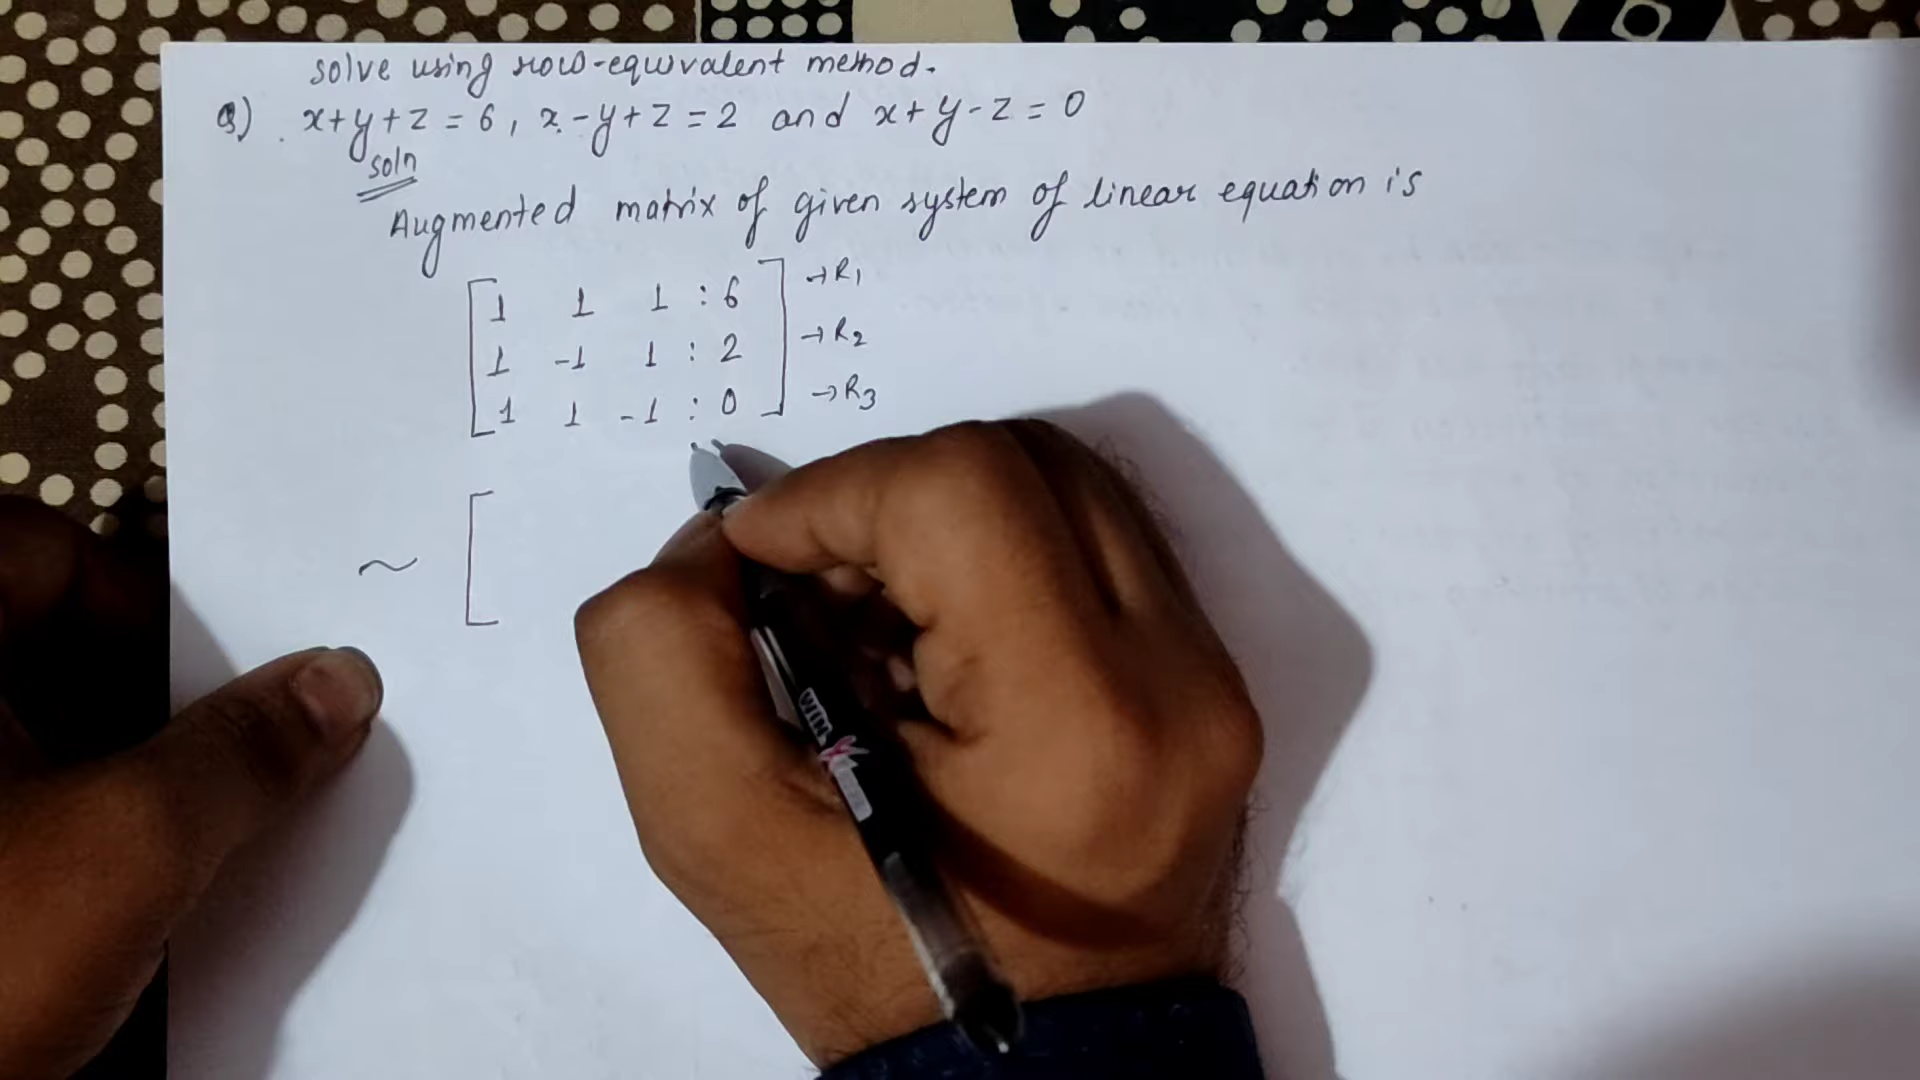 solve using row-equivalent method.
Q) x+y+z = 6, x-y+z = 2 and x+y-z = 0
soln
Augmented matrix of given system of linear equation is
[1 1 1 : 6] →R1
1 -1 1 : 2 →R2
1 1 -1 : 0 →R3
~ [
WIN